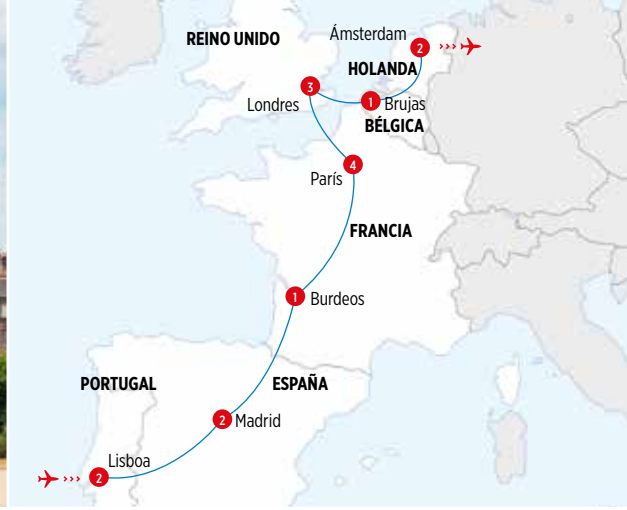 REINO UNIDO
Ámsterdam
2
›››
HOLANDA
3
Londres
1
Brujas
BÉLGICA
4
París
FRANCIA
1
Burdeos
PORTUGAL
ESPAÑA
2
Madrid
Lisboa
››› 2